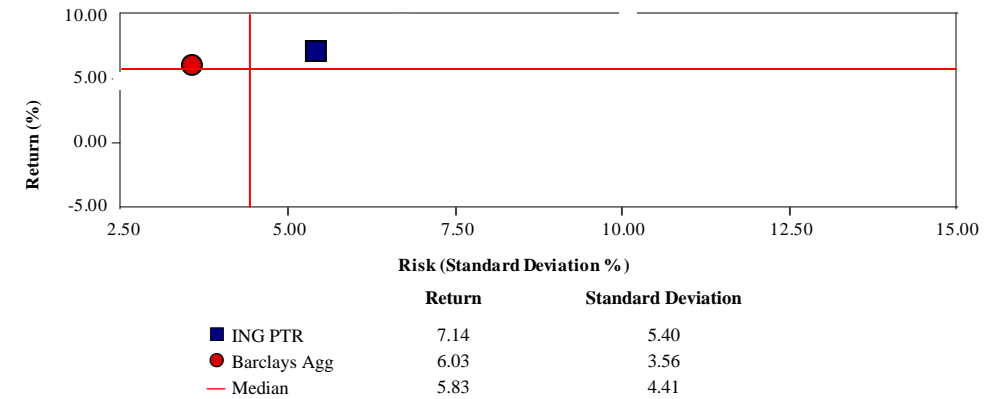 10.00
5.00
Return (%)
0.00
-5.00
2.50 5.00 7.50 10.00 12.50 15.00
Risk (Standard Deviation %)
Return Standard Deviation
ING PTR 7.14 5.40
Barclays Agg 6.03 3.56
Median 5.83 4.41